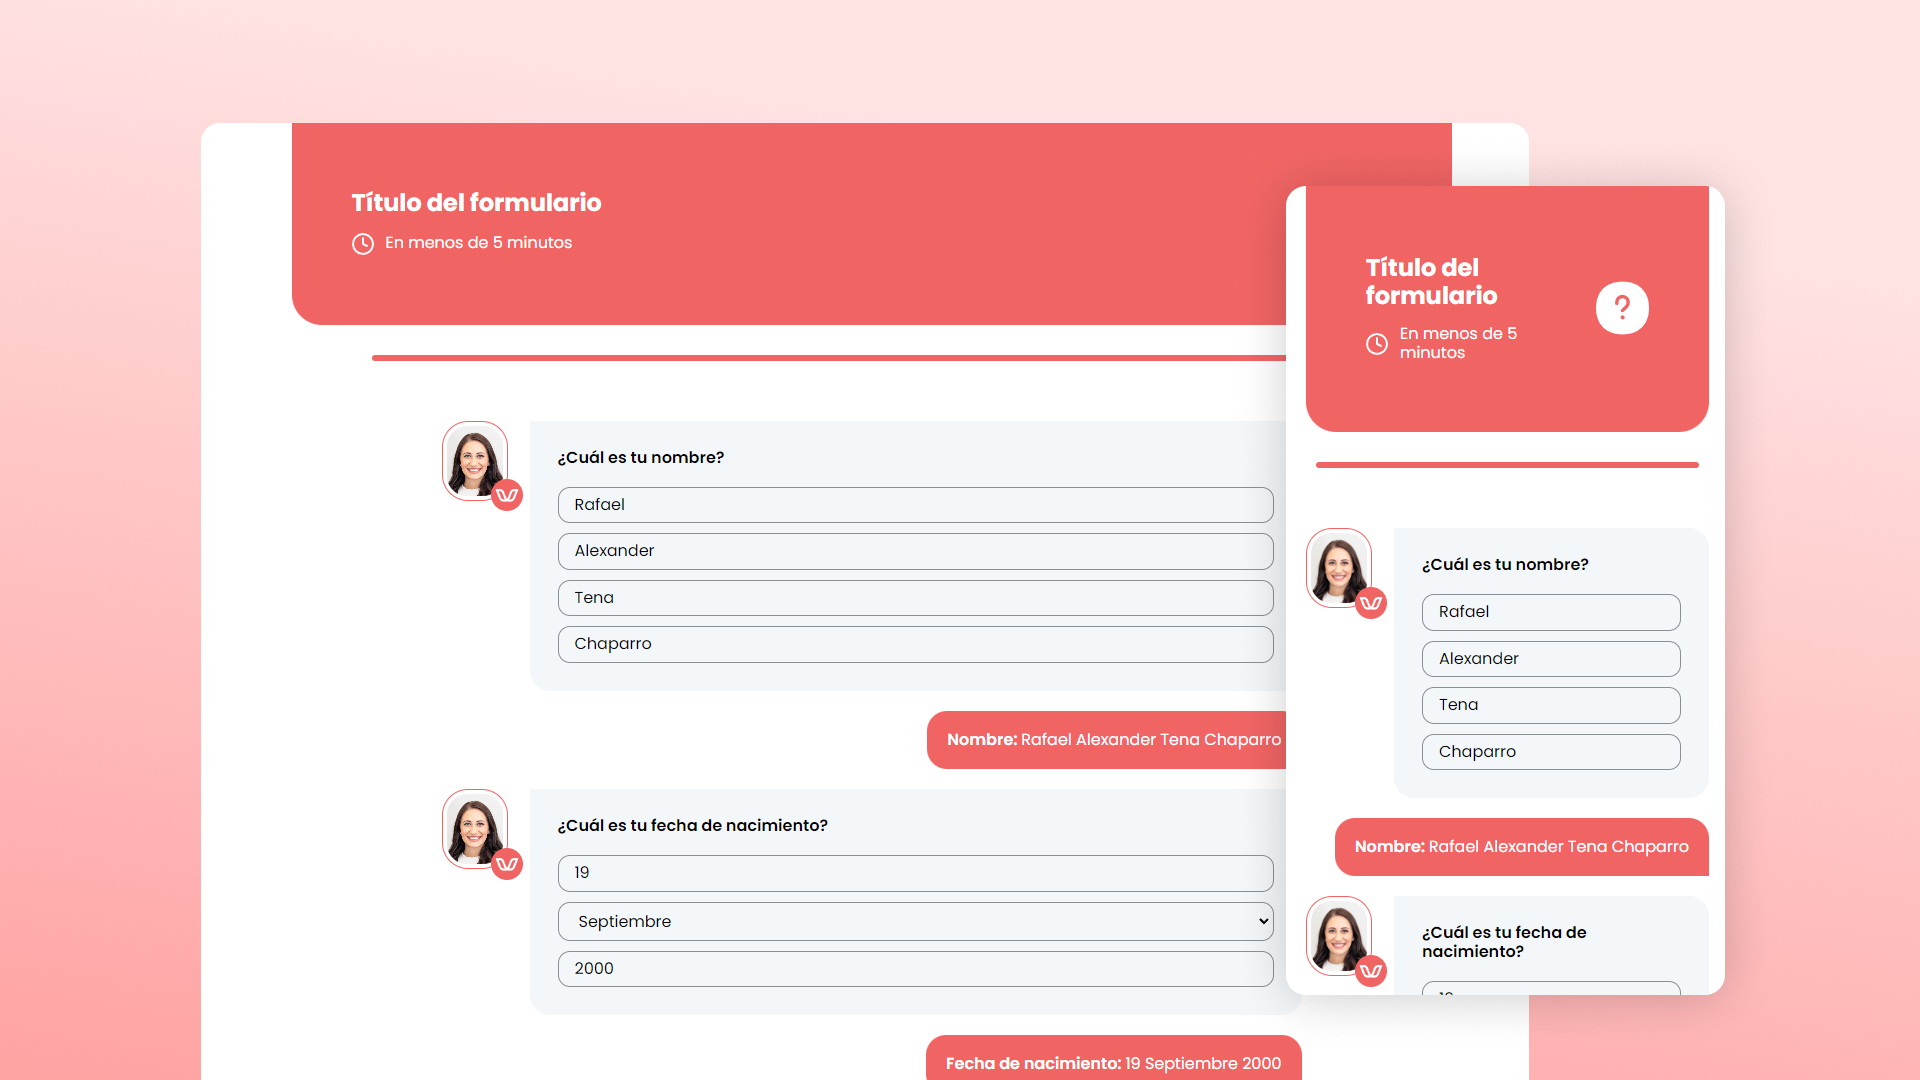 Título del formulario
En menos de 5 minutos
¿Cuál es tu nombre?
Rafael
Alexander
Tena
Chaparro
Nombre: Rafael Alexander Tena Chaparro
¿Cuál es tu fecha de nacimiento?
19
Septiembre
2000
Fecha de nacimiento: 19 Septiembre 2000
Título del
formulario
?
En menos de 5
minutos
¿Cuál es tu nombre?
Rafael
Alexander
Tena
Chaparro
Nombre: Rafael Alexander Tena Chaparro
¿Cuál es tu fecha de
nacimiento?